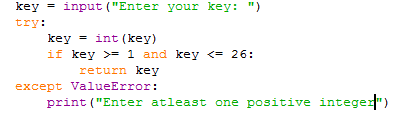 key = input("Enter your key: ")
try:
    key = int(key)
    if key >= 1 and key <= 26:
        return key
except ValueError:
    print("Enter atleast one positive integer")